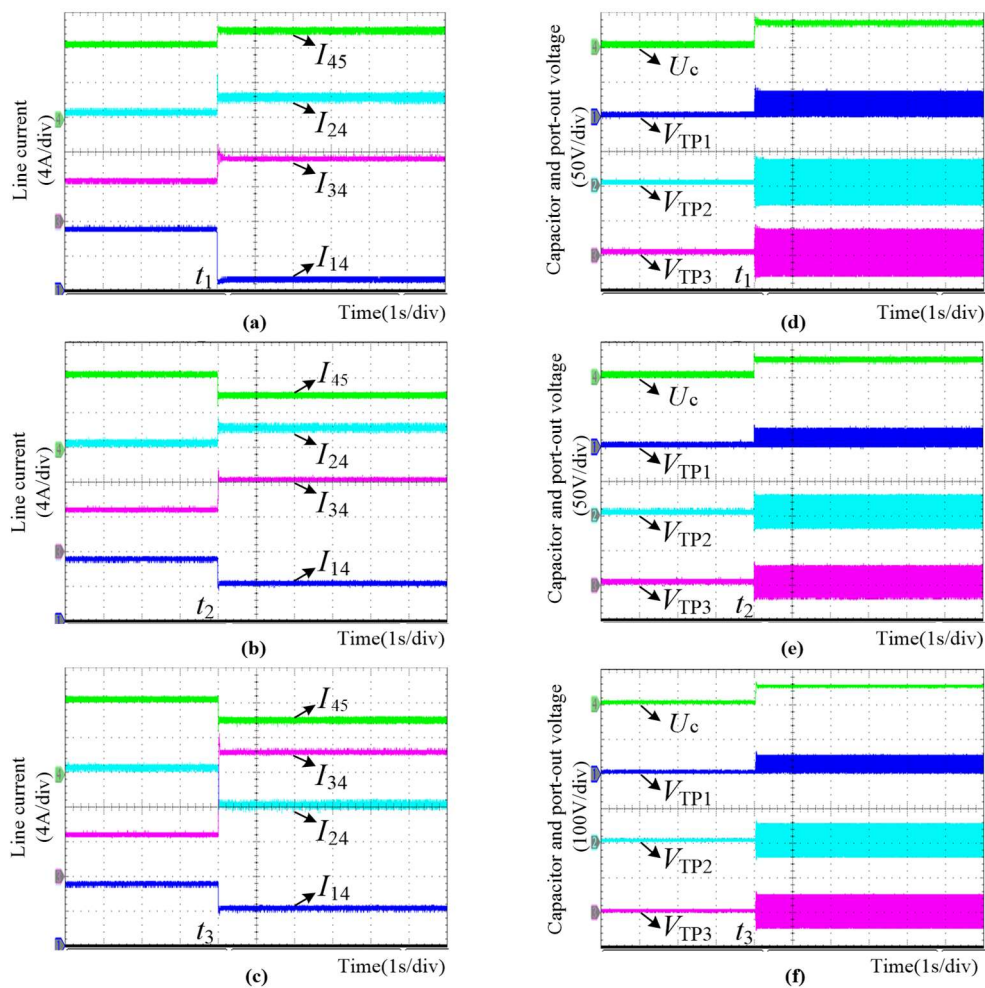 Line current
(4A/div)
I45
I24
I34
I14
t1
Time(1s/div)
(a)
Capacitor and port-out voltage
(50V/div)
Uc
VTP1
VTP2
VTP3
t1
Time(1s/div)
(d)
Line current
(4A/div)
I45
I24
I34
I14
t2
Time(1s/div)
(b)
Capacitor and port-out voltage
(50V/div)
Uc
VTP1
VTP2
VTP3
t2
Time(1s/div)
(e)
Line current
(4A/div)
I45
I34
I24
I14
t3
Time(1s/div)
(c)
Capacitor and port-out voltage
(100V/div)
Uc
VTP1
VTP2
VTP3
t3
Time(1s/div)
(f)